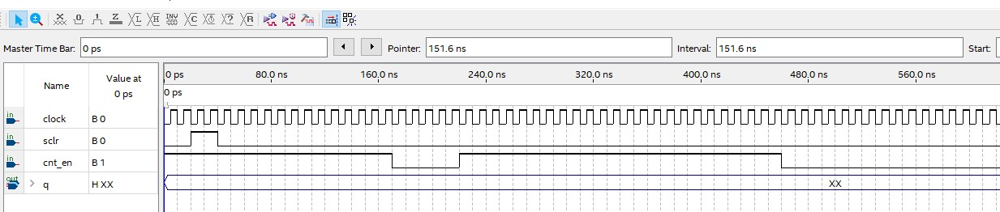 Master Time Bar: 0 ps Pointer: 151.6 ns Interval: 151.6 ns Start:
Name Value at 0 ps
0 ps 80.0 ns 160.0 ns 240.0 ns 320.0 ns 400.0 ns 480.0 ns 560.0 ns
0 ps
in clock B 0
in sclr B 0
in cnt_en B 1
out q H XX XX